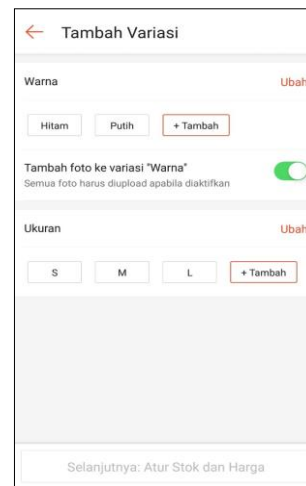 Tambah Variasi
Warna Ubah
Hitam Putih + Tambah
Tambah foto ke variasi "Warna"
Semua foto harus diupload apabila diaktifkan
Ukuran Ubah
S M L + Tambah
Selanjutnya: Atur Stok dan Harga